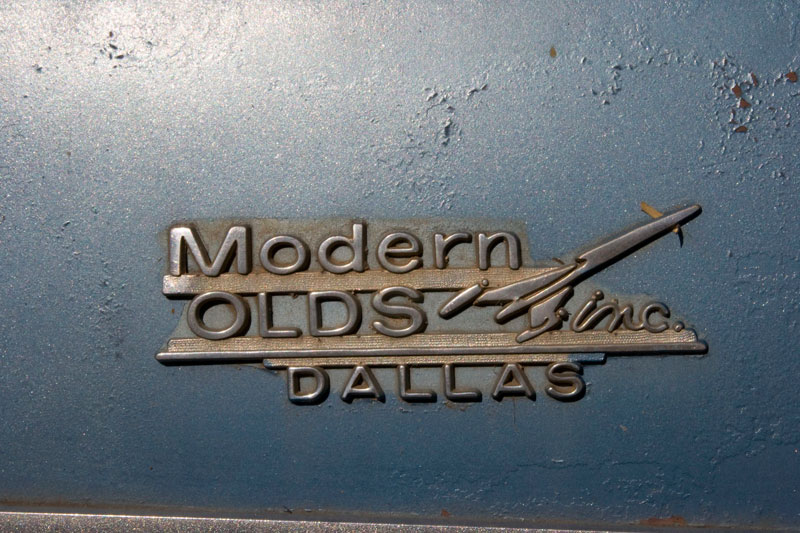 Modern
OLDS inc.
DALLAS